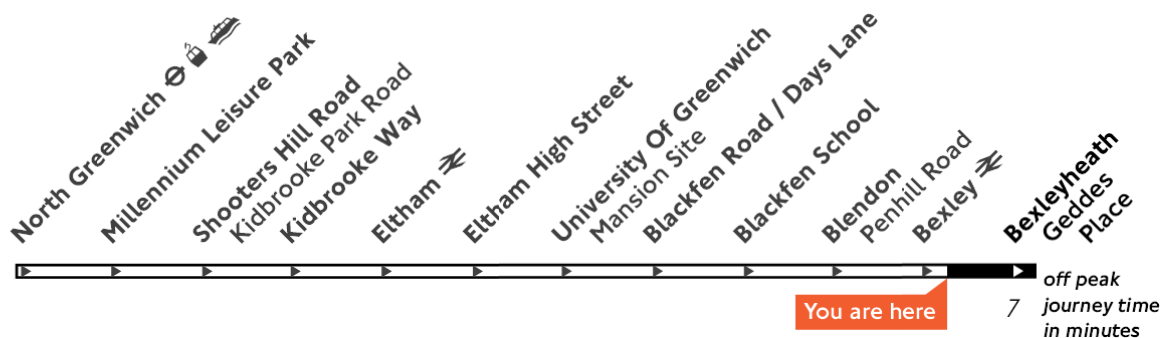 North Greenwich
Millennium Leisure Park
Shooters Hill Road
Kidbrooke Park Road
Kidbrooke Way
Eltham
Eltham High Street
University Of Greenwich
Mansion Site
Blackfen Road / Days Lane
Blackfen School
Blendon
Penhill Road
Bexley
Bexleyheath
Geddes
Place
You are here
7
off peak
journey time
in minutes